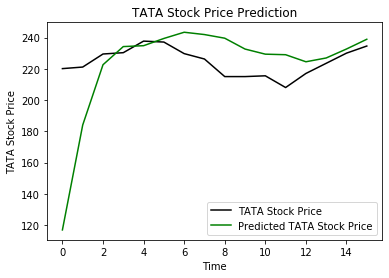 TATA Stock Price Prediction
TATA Stock Price
240
220
200
180
160
140
120
0 2 4 6 8 10 12 14
Time
TATA Stock Price
Predicted TATA Stock Price